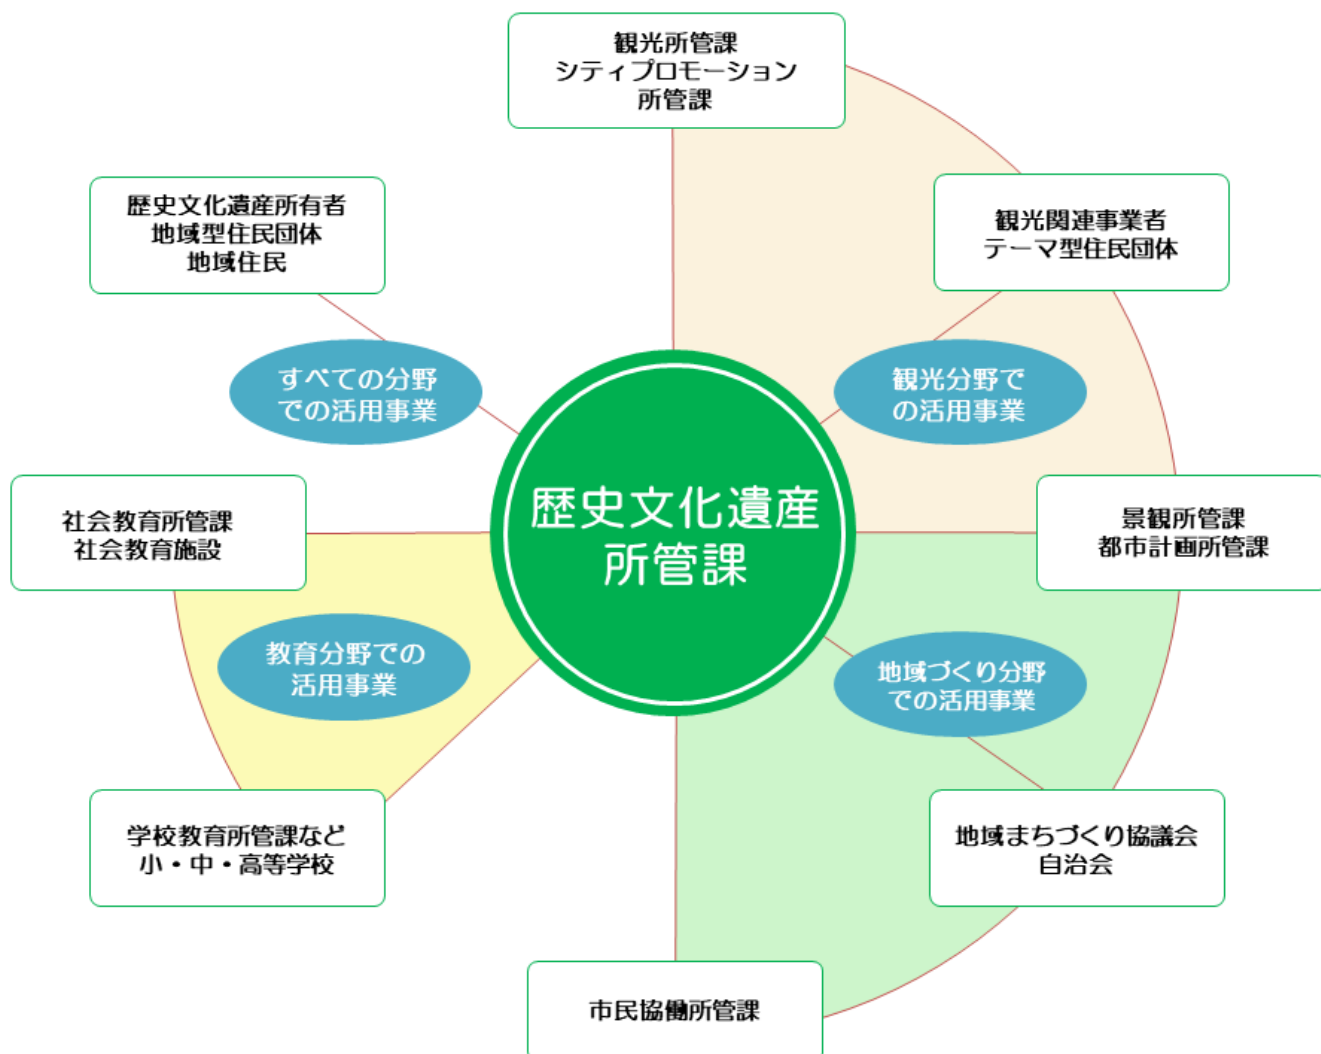 観光所管課
シティプロモーション
所管課
歴史文化遺産所有者
地域型住民団体
地域住民
観光関連事業者
テーマ型住民団体
すべての分野
での活用事業
観光分野で
の活用事業
歴史文化遺産
所管課
社会教育所管課
社会教育施設
景観所管課
都市計画所管課
教育分野での
活用事業
地域づくり分野
での活用事業
学校教育所管課など
小・中・高等学校
地域まちづくり協議会
自治会
市民協働所管課